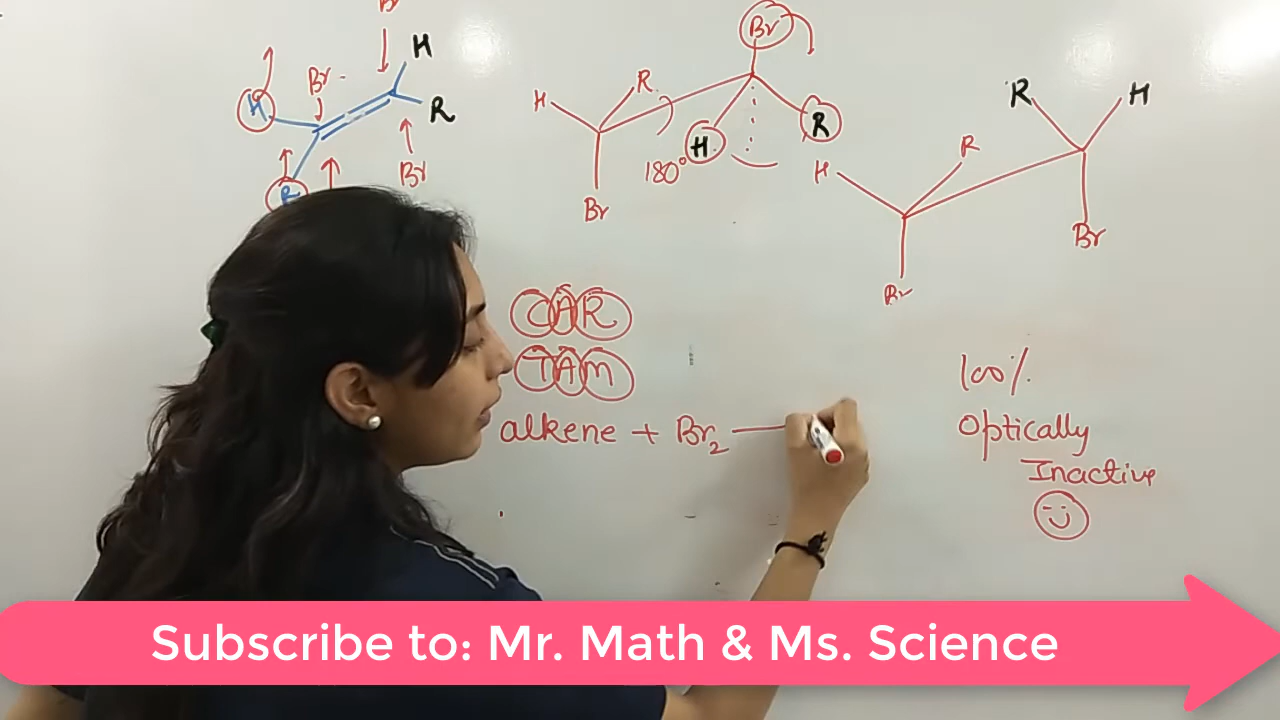 Br
H
H
Br
R
Br
R
H
R
Br
H
R
180°
Br
R
H
H
R
Br
Br
CAR
TAM
alkene + Br2
100%
Optically
Inactive
Subscribe to: Mr. Math & Ms. Science